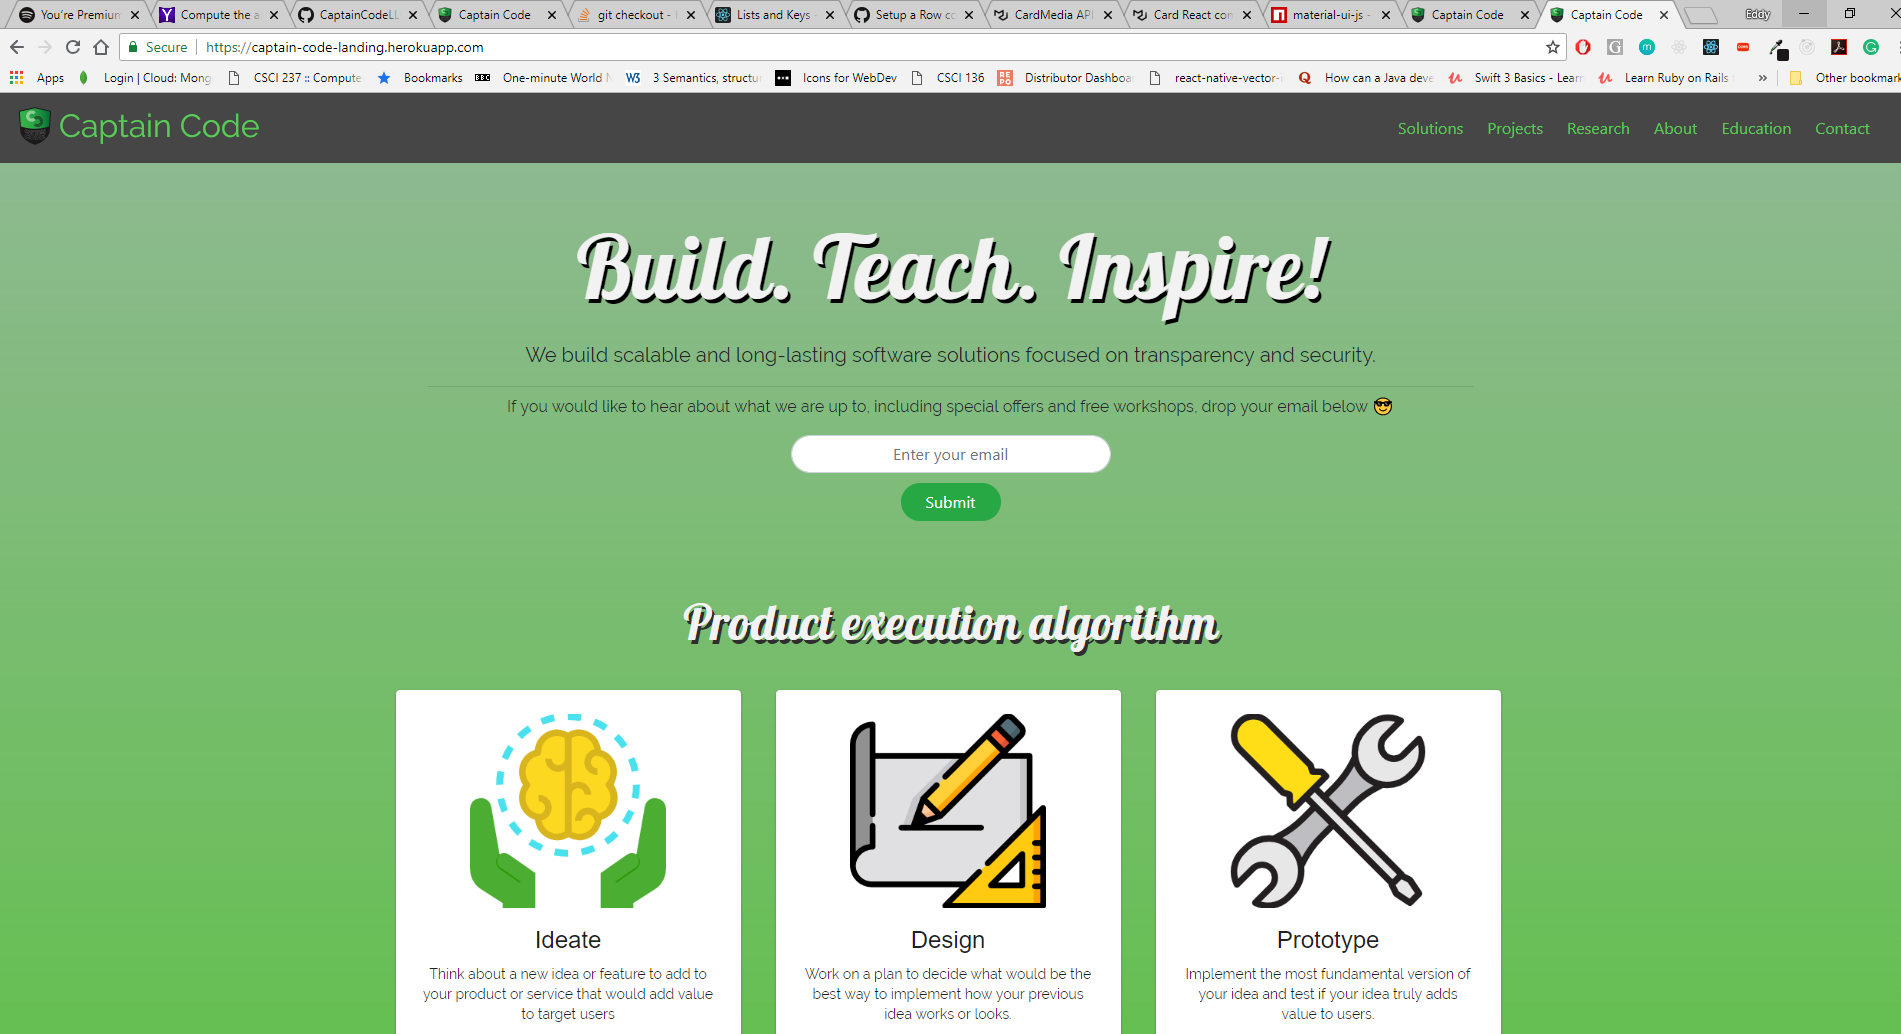 You're Premium
Compute the a
CaptainCodeLL
Captain Code
git checkout -
Lists and Keys
Setup a Row co
CardMedia API
Card React con
material-ui-js -
Captain Code
Captain Code
Eddy
Secure
https://captain-code-landing.herokuapp.com
Apps
Login | Cloud: Mong
CSCI 237 :: Compute
Bookmarks
BBC
One-minute World N
W3
3 Semantics, structu
Icons for WebDev
CSCI 136
RE
PO
Distributor Dashboa
react-native-vector-
How can a Java deve
Swift 3 Basics - Learn
Learn Ruby on Rails
»
Other bookmark
Captain Code
Solutions
Projects
Research
About
Education
Contact
Build. Teach. Inspire!
We build scalable and long-lasting software solutions focused on transparency and security.
If you would like to hear about what we are up to, including special offers and free workshops, drop your email below 😎
Enter your email
Submit
Product execution algorithm
Ideate
Think about a new idea or feature to add to
your product or service that would add value
to target users
Design
Work on a plan to decide what would be the
best way to implement how your previous
idea works or looks.
Prototype
Implement the most fundamental version of
your idea and test if your idea truly adds
value to users.